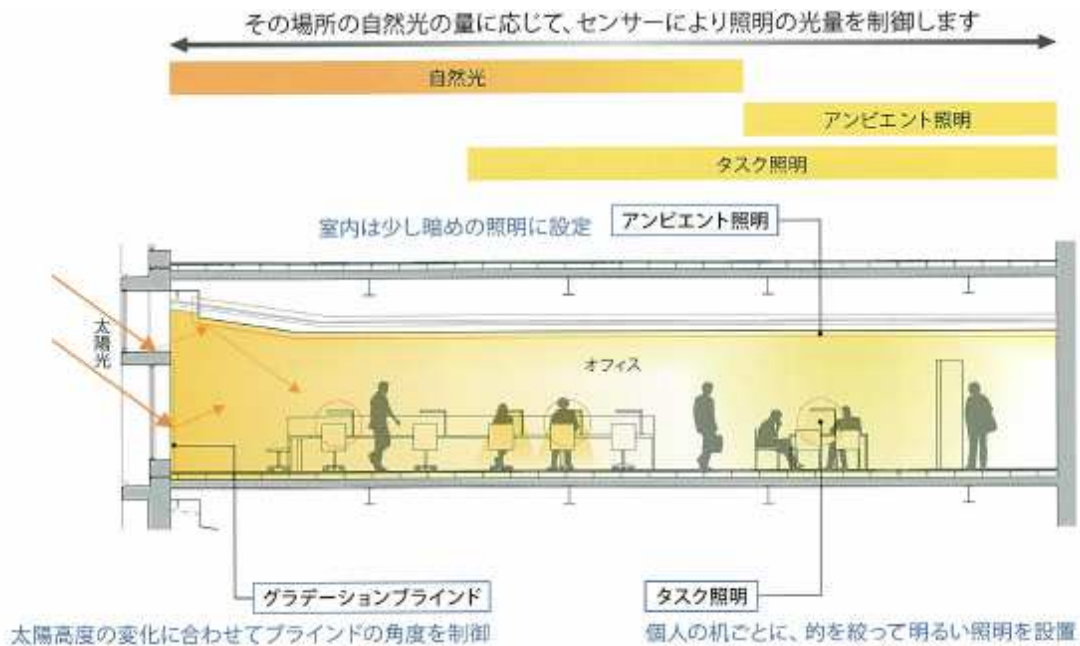 その場所の自然光の量に応じて、センサーにより照明の光量を制御します
自然光
アンビエント照明
タスク照明
室内は少し暗めの照明に設定
アンビエント照明
太陽光
オフィス
グラデーションブラインド
太陽高度の変化に合わせてブラインドの角度を制御
タスク照明
個人の机ごとに、的を絞って明るい照明を設置